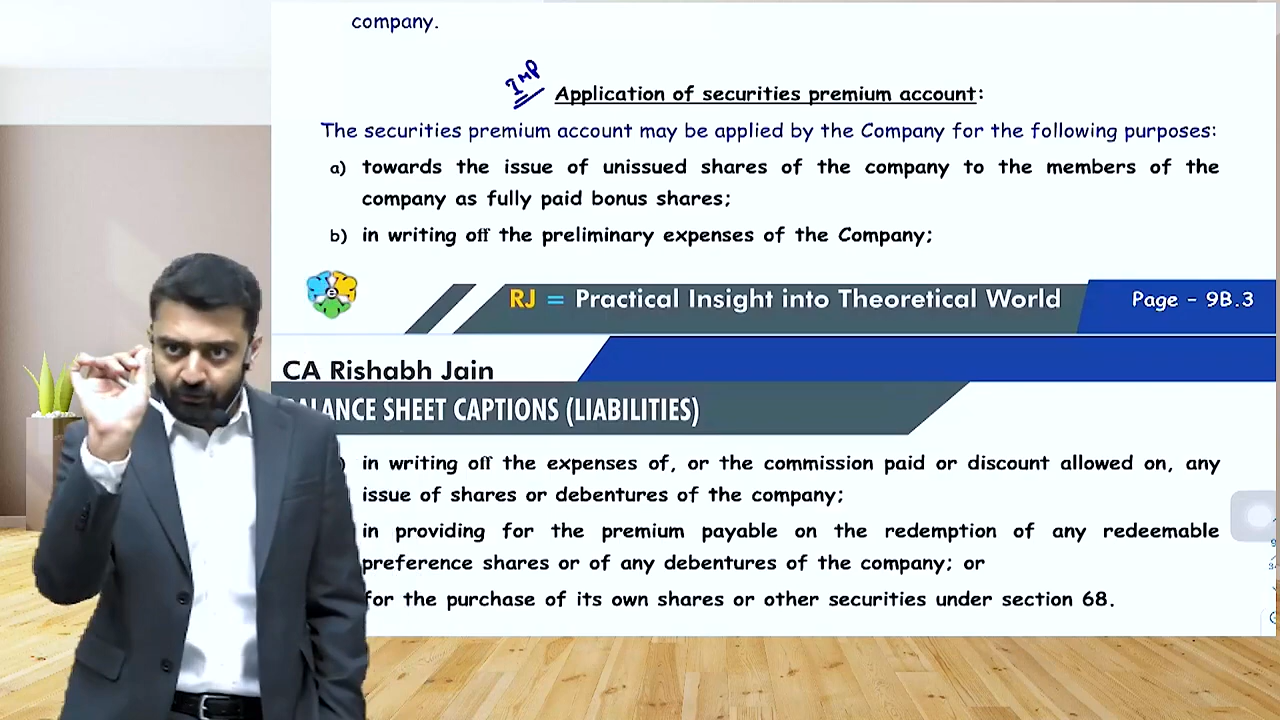 company.
IMP
Application of securities premium account:
The securities premium account may be applied by the Company for the following purposes:
a) towards the issue of unissued shares of the company to the members of the
company as fully paid bonus shares;
b) in writing off the preliminary expenses of the Company;
e
RJ = Practical Insight into Theoretical World
Page - 9B.3
CA Rishabh Jain
BALANCE SHEET CAPTIONS (LIABILITIES)
in writing off the expenses of, or the commission paid or discount allowed on, any
issue of shares or debentures of the company;
in providing for the premium payable on the redemption of any redeemable
preference shares or of any debentures of the company; or
for the purchase of its own shares or other securities under section 68.